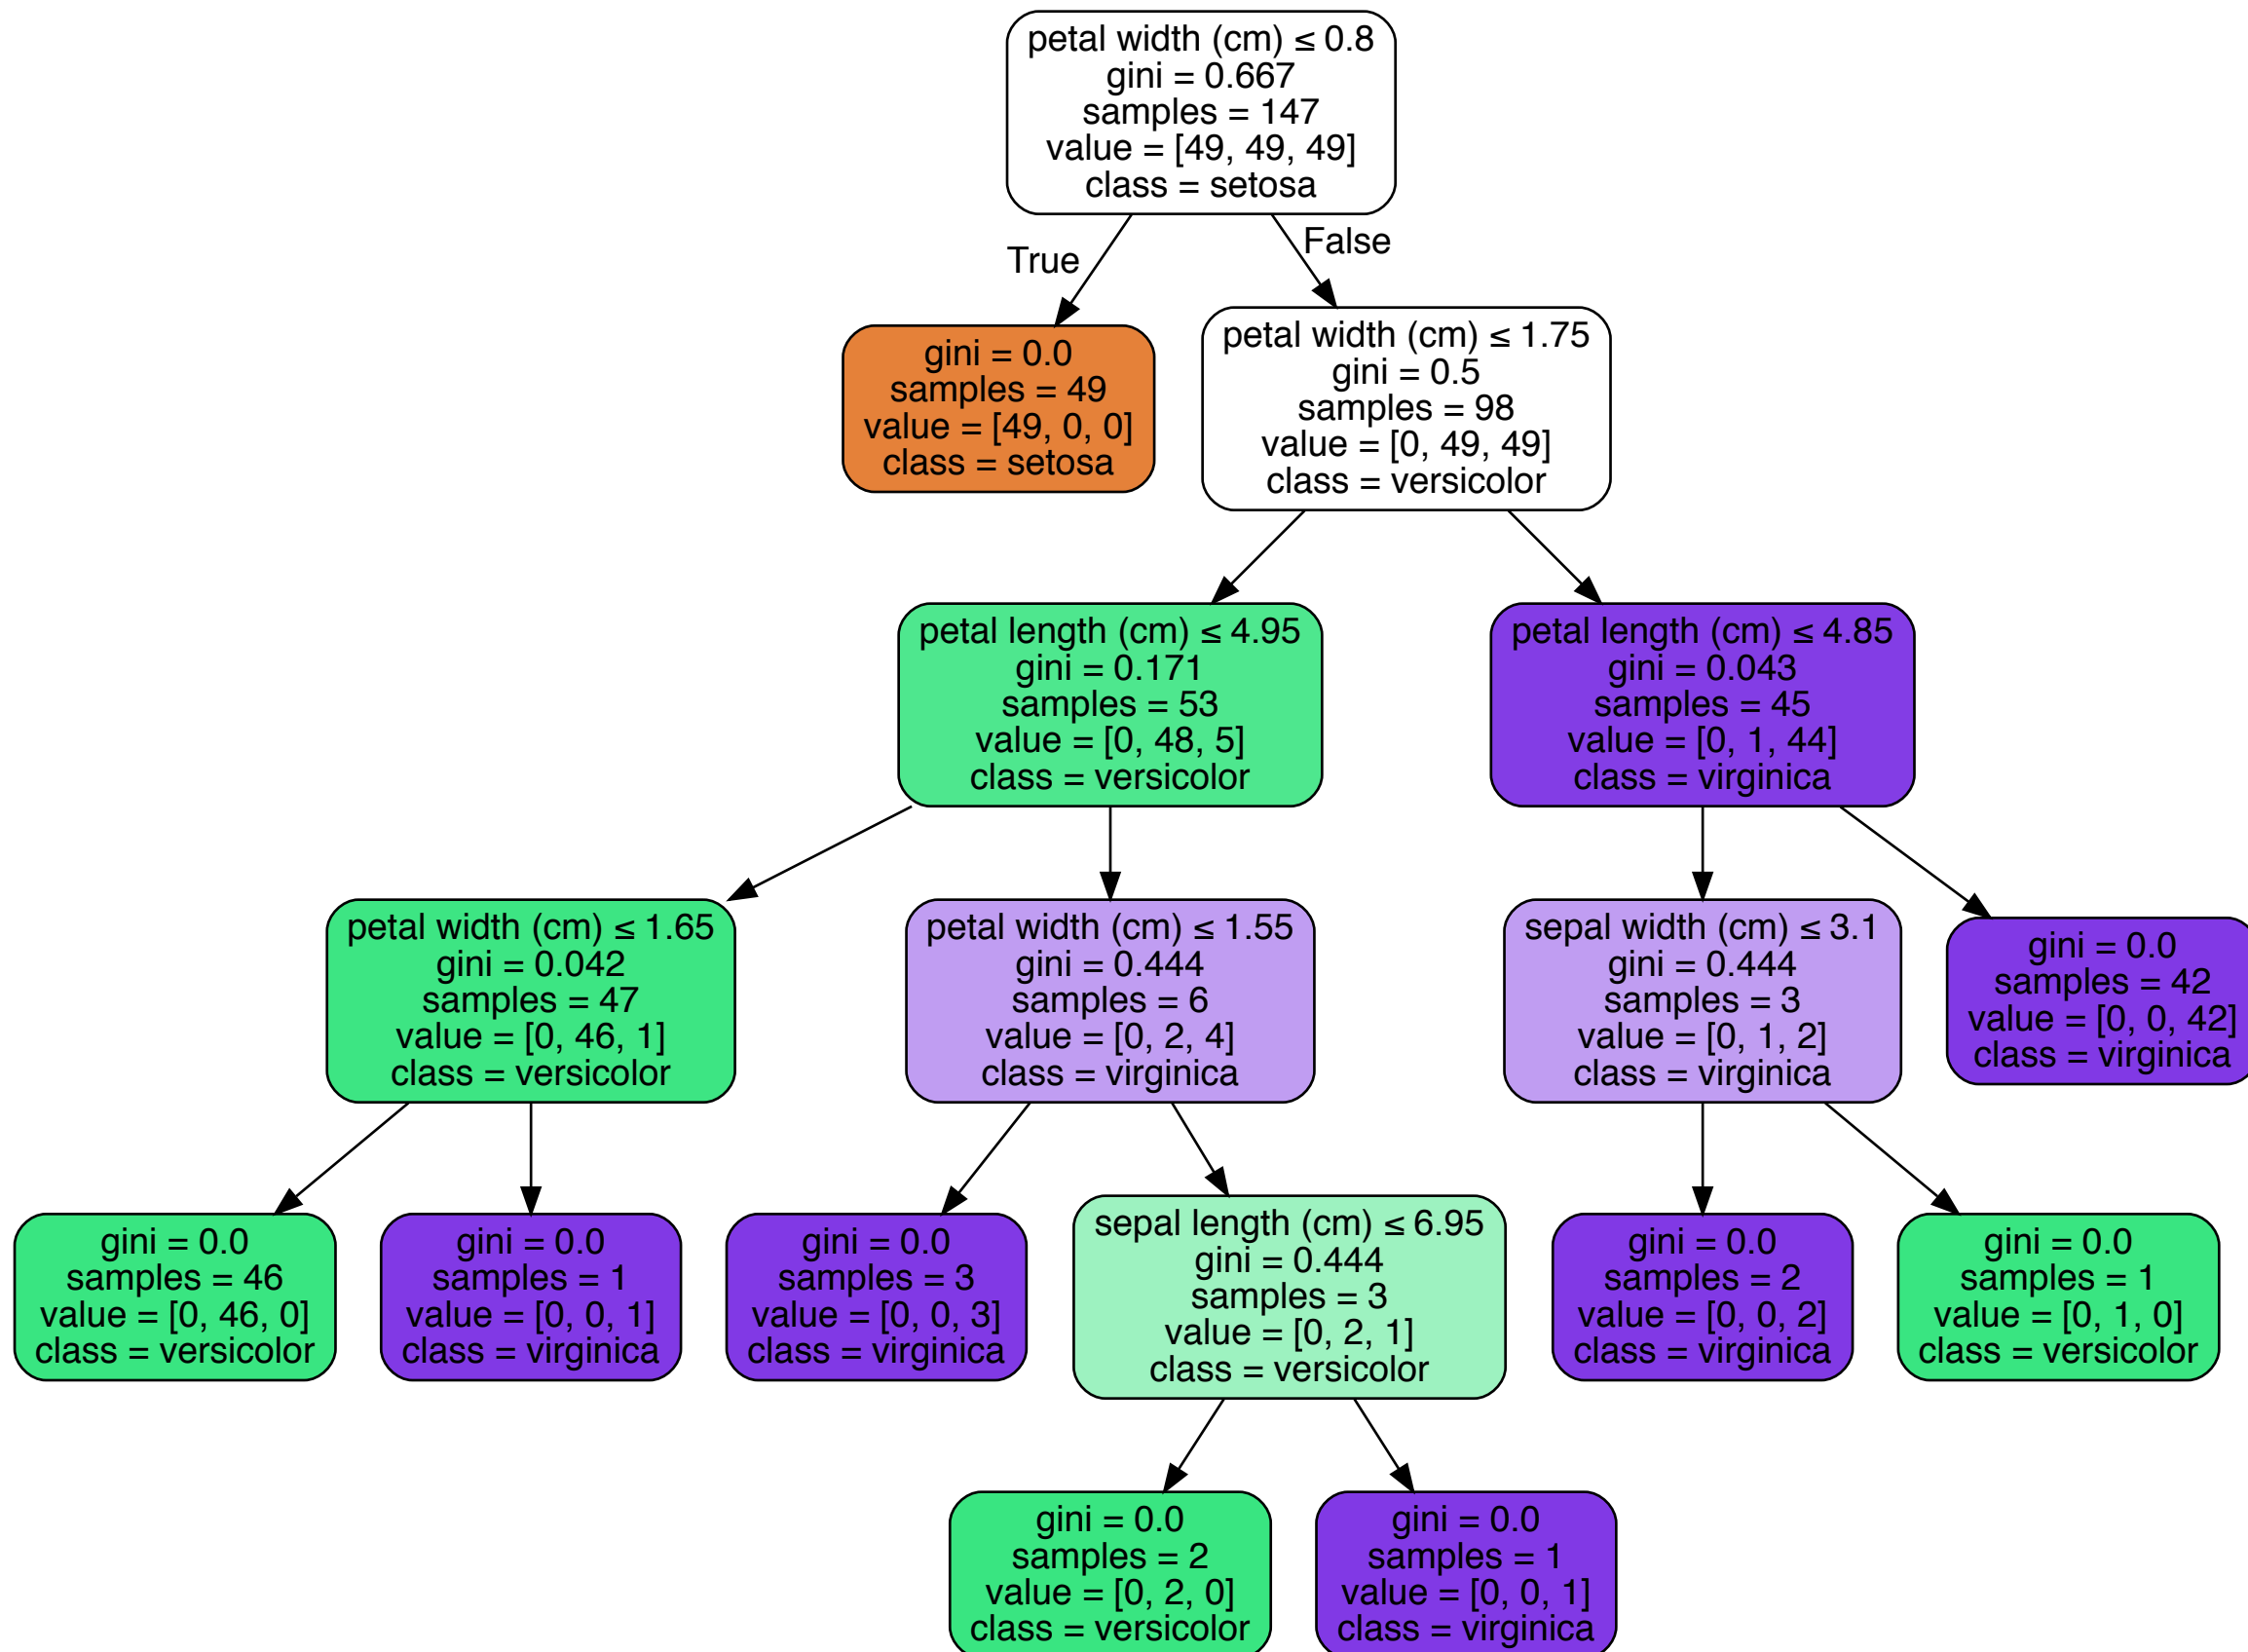 petal width (cm) ≤ 0.8
gini = 0.667
samples = 147
value = [49, 49, 49]
class = setosa
True
False
gini = 0.0
samples = 49
value = [49, 0, 0]
class = setosa
petal width (cm) ≤ 1.75
gini = 0.5
samples = 98
value = [0, 49, 49]
class = versicolor
petal length (cm) ≤ 4.95
gini = 0.171
samples = 53
value = [0, 48, 5]
class = versicolor
petal length (cm) ≤ 4.85
gini = 0.043
samples = 45
value = [0, 1, 44]
class = virginica
petal width (cm) ≤ 1.65
gini = 0.042
samples = 47
value = [0, 46, 1]
class = versicolor
petal width (cm) ≤ 1.55
gini = 0.444
samples = 6
value = [0, 2, 4]
class = virginica
sepal width (cm) ≤ 3.1
gini = 0.444
samples = 3
value = [0, 1, 2]
class = virginica
gini = 0.0
samples = 42
value = [0, 0, 42]
class = virginica
gini = 0.0
samples = 46
value = [0, 46, 0]
class = versicolor
gini = 0.0
samples = 1
value = [0, 0, 1]
class = virginica
gini = 0.0
samples = 3
value = [0, 0, 3]
class = virginica
sepal length (cm) ≤ 6.95
gini = 0.444
samples = 3
value = [0, 2, 1]
class = versicolor
gini = 0.0
samples = 2
value = [0, 0, 2]
class = virginica
gini = 0.0
samples = 1
value = [0, 1, 0]
class = versicolor
gini = 0.0
samples = 2
value = [0, 2, 0]
class = versicolor
gini = 0.0
samples = 1
value = [0, 0, 1]
class = virginica